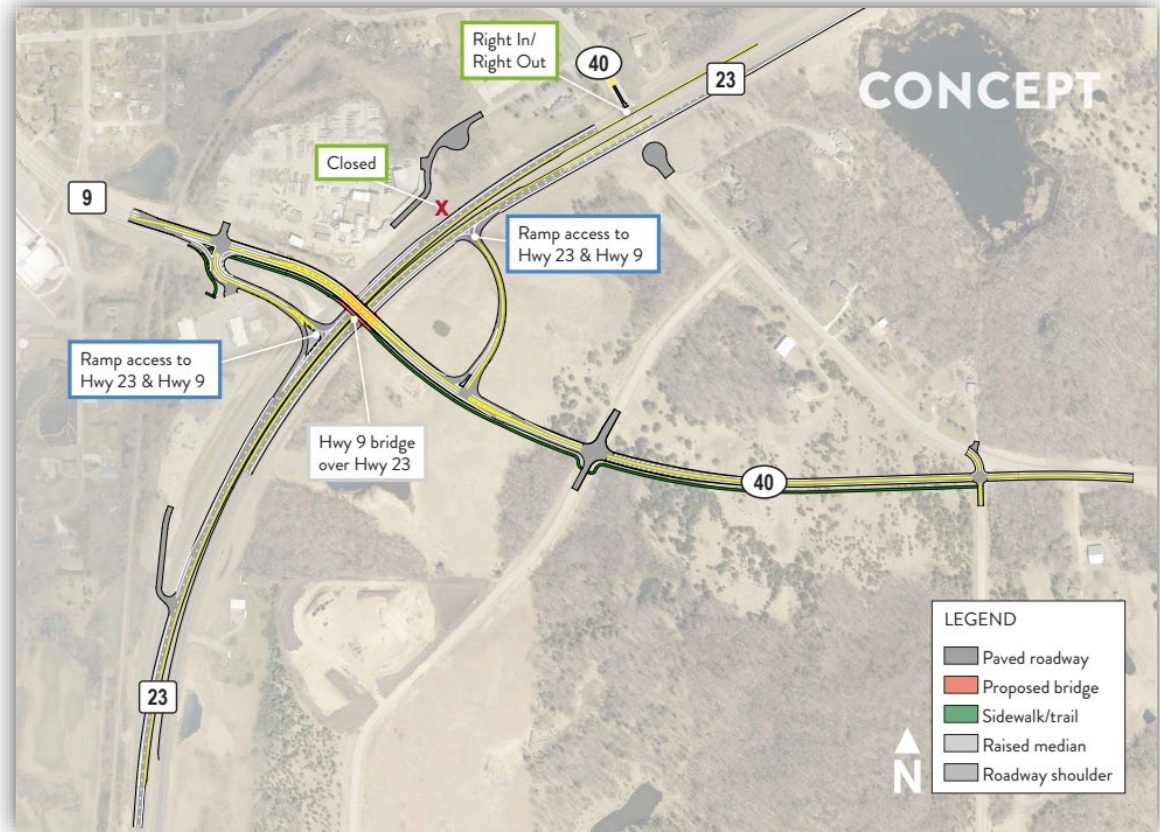 Right In/
Right Out
40
23
CONCEPT
Closed
9
Ramp access to
Hwy 23 & Hwy 9
Ramp access to
Hwy 23 & Hwy 9
Hwy 9 bridge
over Hwy 23
40
23
LEGEND
Paved roadway
Proposed bridge
Sidewalk/trail
Raised median
Roadway shoulder
N
X